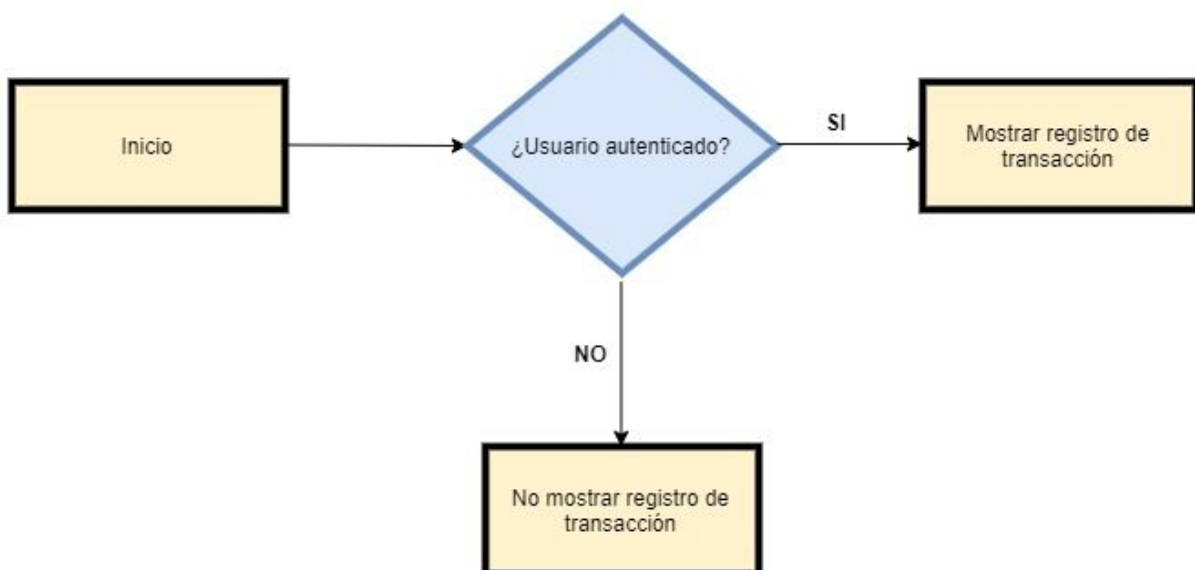 Inicio
¿Usuario autenticado?
SI
Mostrar registro de
transacción
NO
No mostrar registro de
transacción